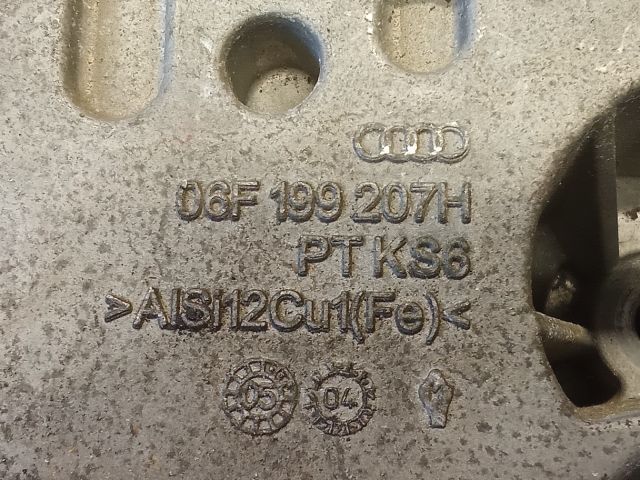 06F 199 207H
PT KS6
>AlSi12Cu1(Fe)<
05 04